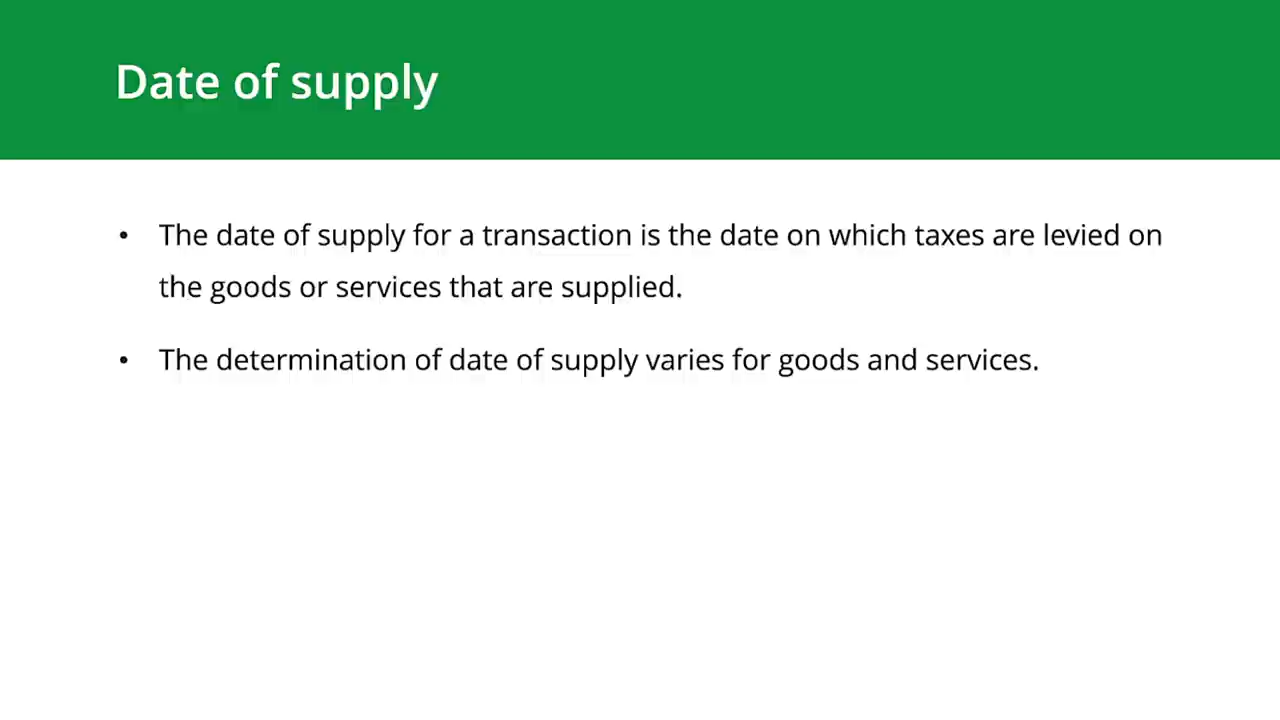 Date of supply
• The date of supply for a transaction is the date on which taxes are levied on
the goods or services that are supplied.
• The determination of date of supply varies for goods and services.